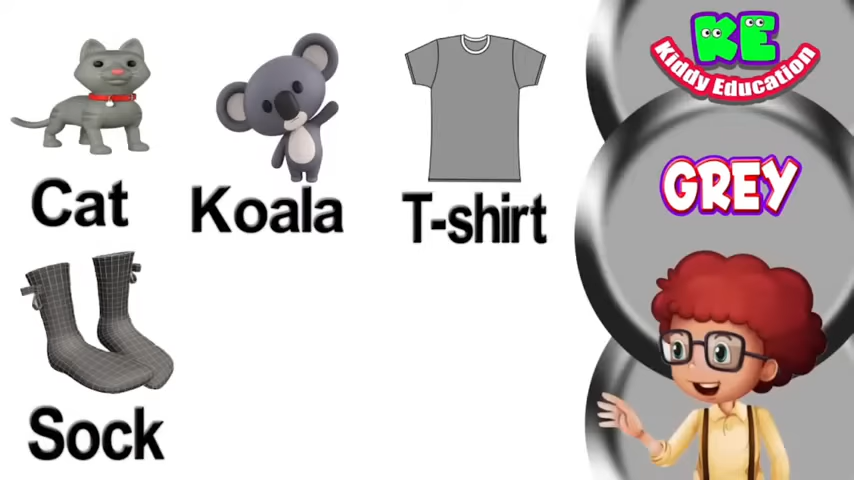 KE
Kiddy Education
GREY
Cat
Koala
T-shirt
Sock